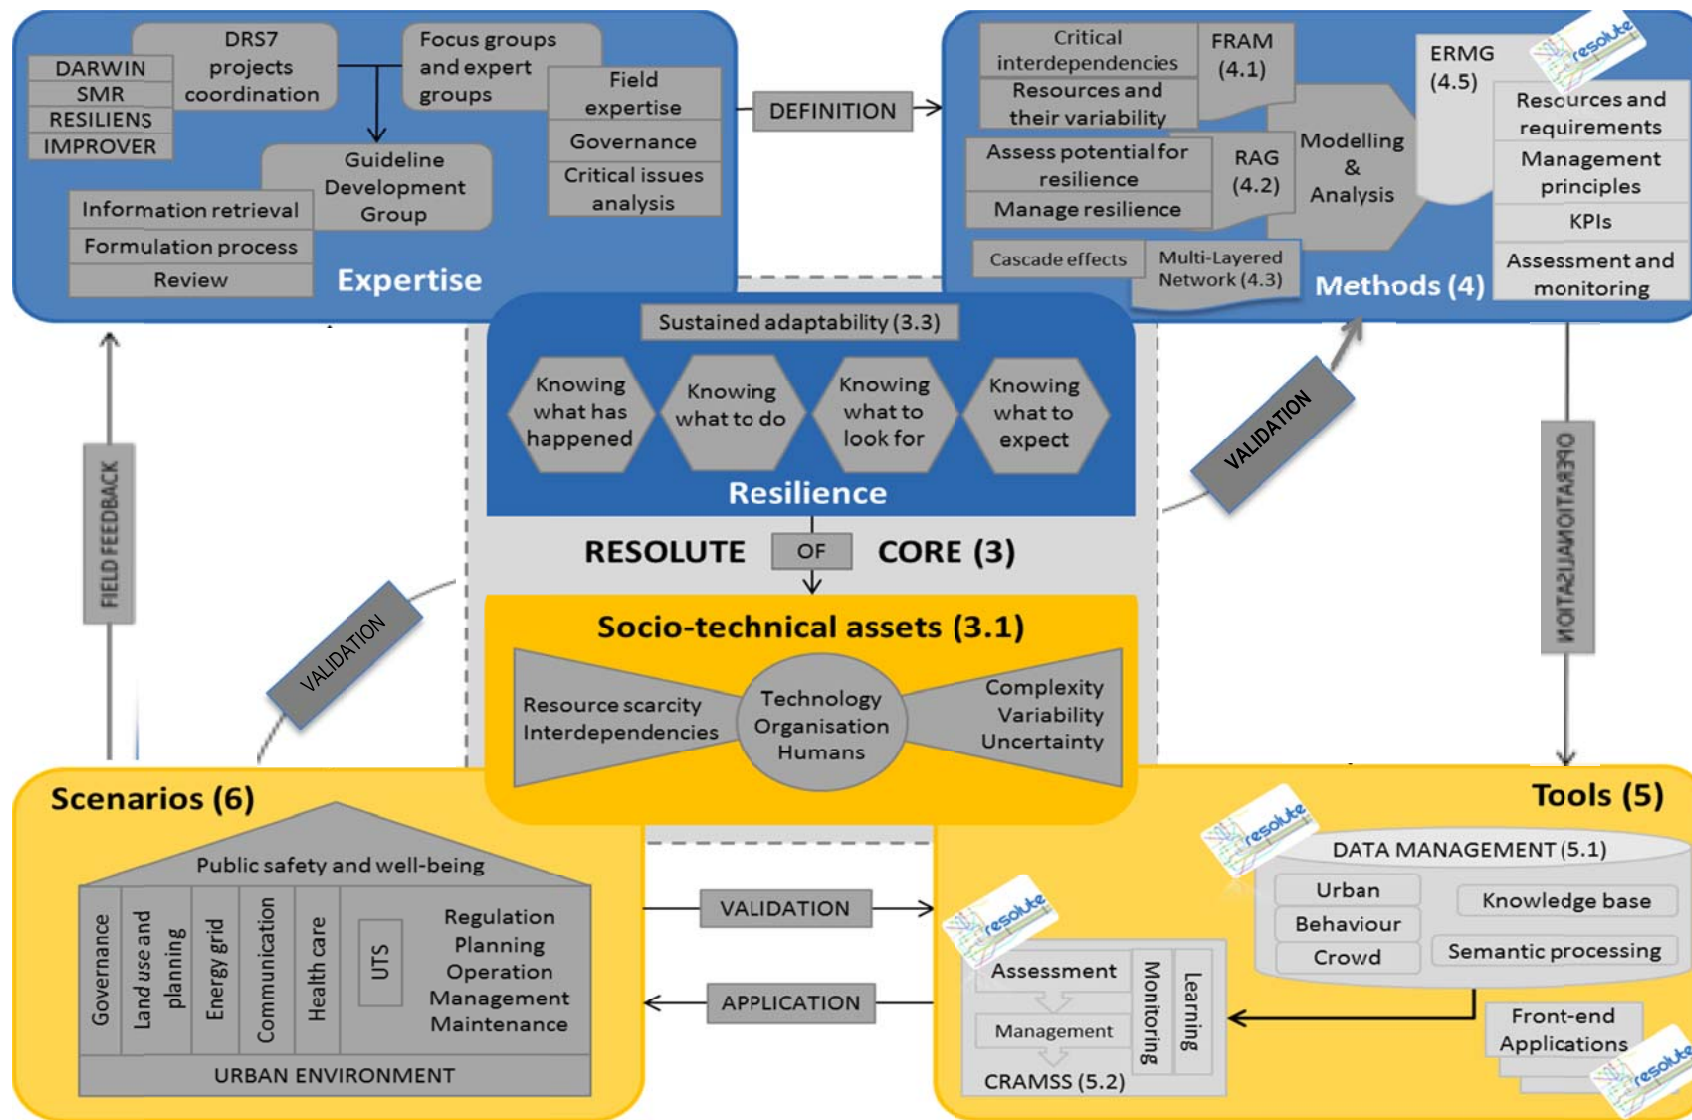 DRS7
projects
coordination
DARWIN
SMR
RESILIENS
IMPROVER
Focus groups
and expert
groups
Field
expertise
Governance
Critical issues
analysis
Guideline
Development
Group
Information retrieval
Formulation process
Review
Expertise
DEFINITION
Critical
interdependencies
Resources and
their variability
FRAM
(4.1)
Assess potential for
resilience
Manage resilience
RAG
(4.2)
Cascade effects
Multi-Layered
Network (4.3)
Modelling
&
Analysis
ERMG
(4.5)
resolute
Resources and
requirements
Management
principles
KPIs
Assessment and
monitoring
Methods (4)
Sustained adaptability (3.3)
Knowing
what has
happened
Knowing
what to do
Knowing
what to
look for
Knowing
what to
expect
Resilience
RESOLUTE
OF
CORE (3)
Socio-technical assets (3.1)
Resource scarcity
Interdependencies
Technology
Organisation
Humans
Complexity
Variability
Uncertainty
FIELD FEEDBACK
VALIDATION
VALIDATION
OPERATIONALISATION
Scenarios (6)
Public safety and well-being
Governance
Land use and
planning
Energy grid
Communication
Health care
UTS
Regulation
Planning
Operation
Management
Maintenance
URBAN ENVIRONMENT
VALIDATION
APPLICATION
Tools (5)
resolute
DATA MANAGEMENT (5.1)
Urban
Behaviour
Crowd
Knowledge base
Semantic processing
resolute
Assessment
Management
Monitoring
Learning
CRAMSS (5.2)
Front-end
Applications
resolute